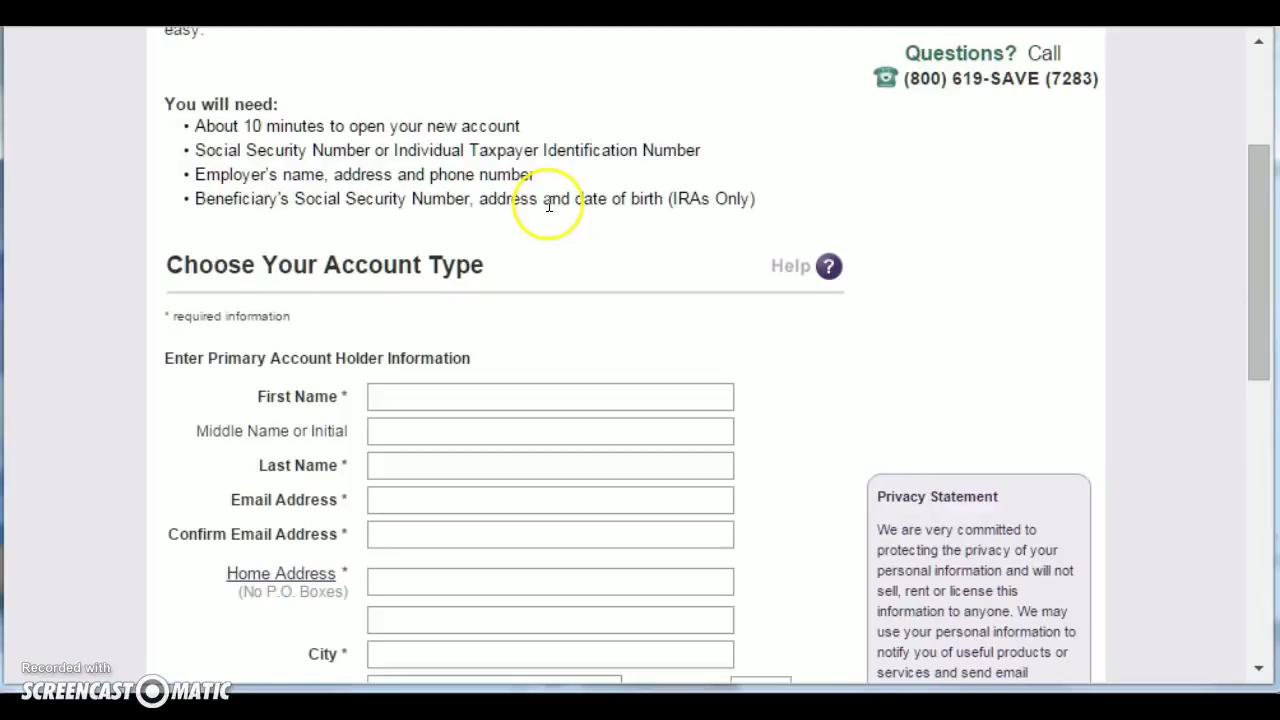 easy.
Questions? Call
(800) 619-SAVE (7283)
You will need:
• About 10 minutes to open your new account
• Social Security Number or Individual Taxpayer Identification Number
• Employer's name, address and phone number
• Beneficiary's Social Security Number, address and date of birth (IRAs Only)
Choose Your Account Type
Help ?
* required information
Enter Primary Account Holder Information
First Name *
Middle Name or Initial
Last Name *
Email Address *
Confirm Email Address *
Home Address *
(No P.O. Boxes)
City *
Privacy Statement
We are very committed to
protecting the privacy of your
personal information and will not
sell, rent or license this
information to anyone. We may
use your personal information to
notify you of useful products or
services and send email
Recorded with
SCREENCAST MATIC